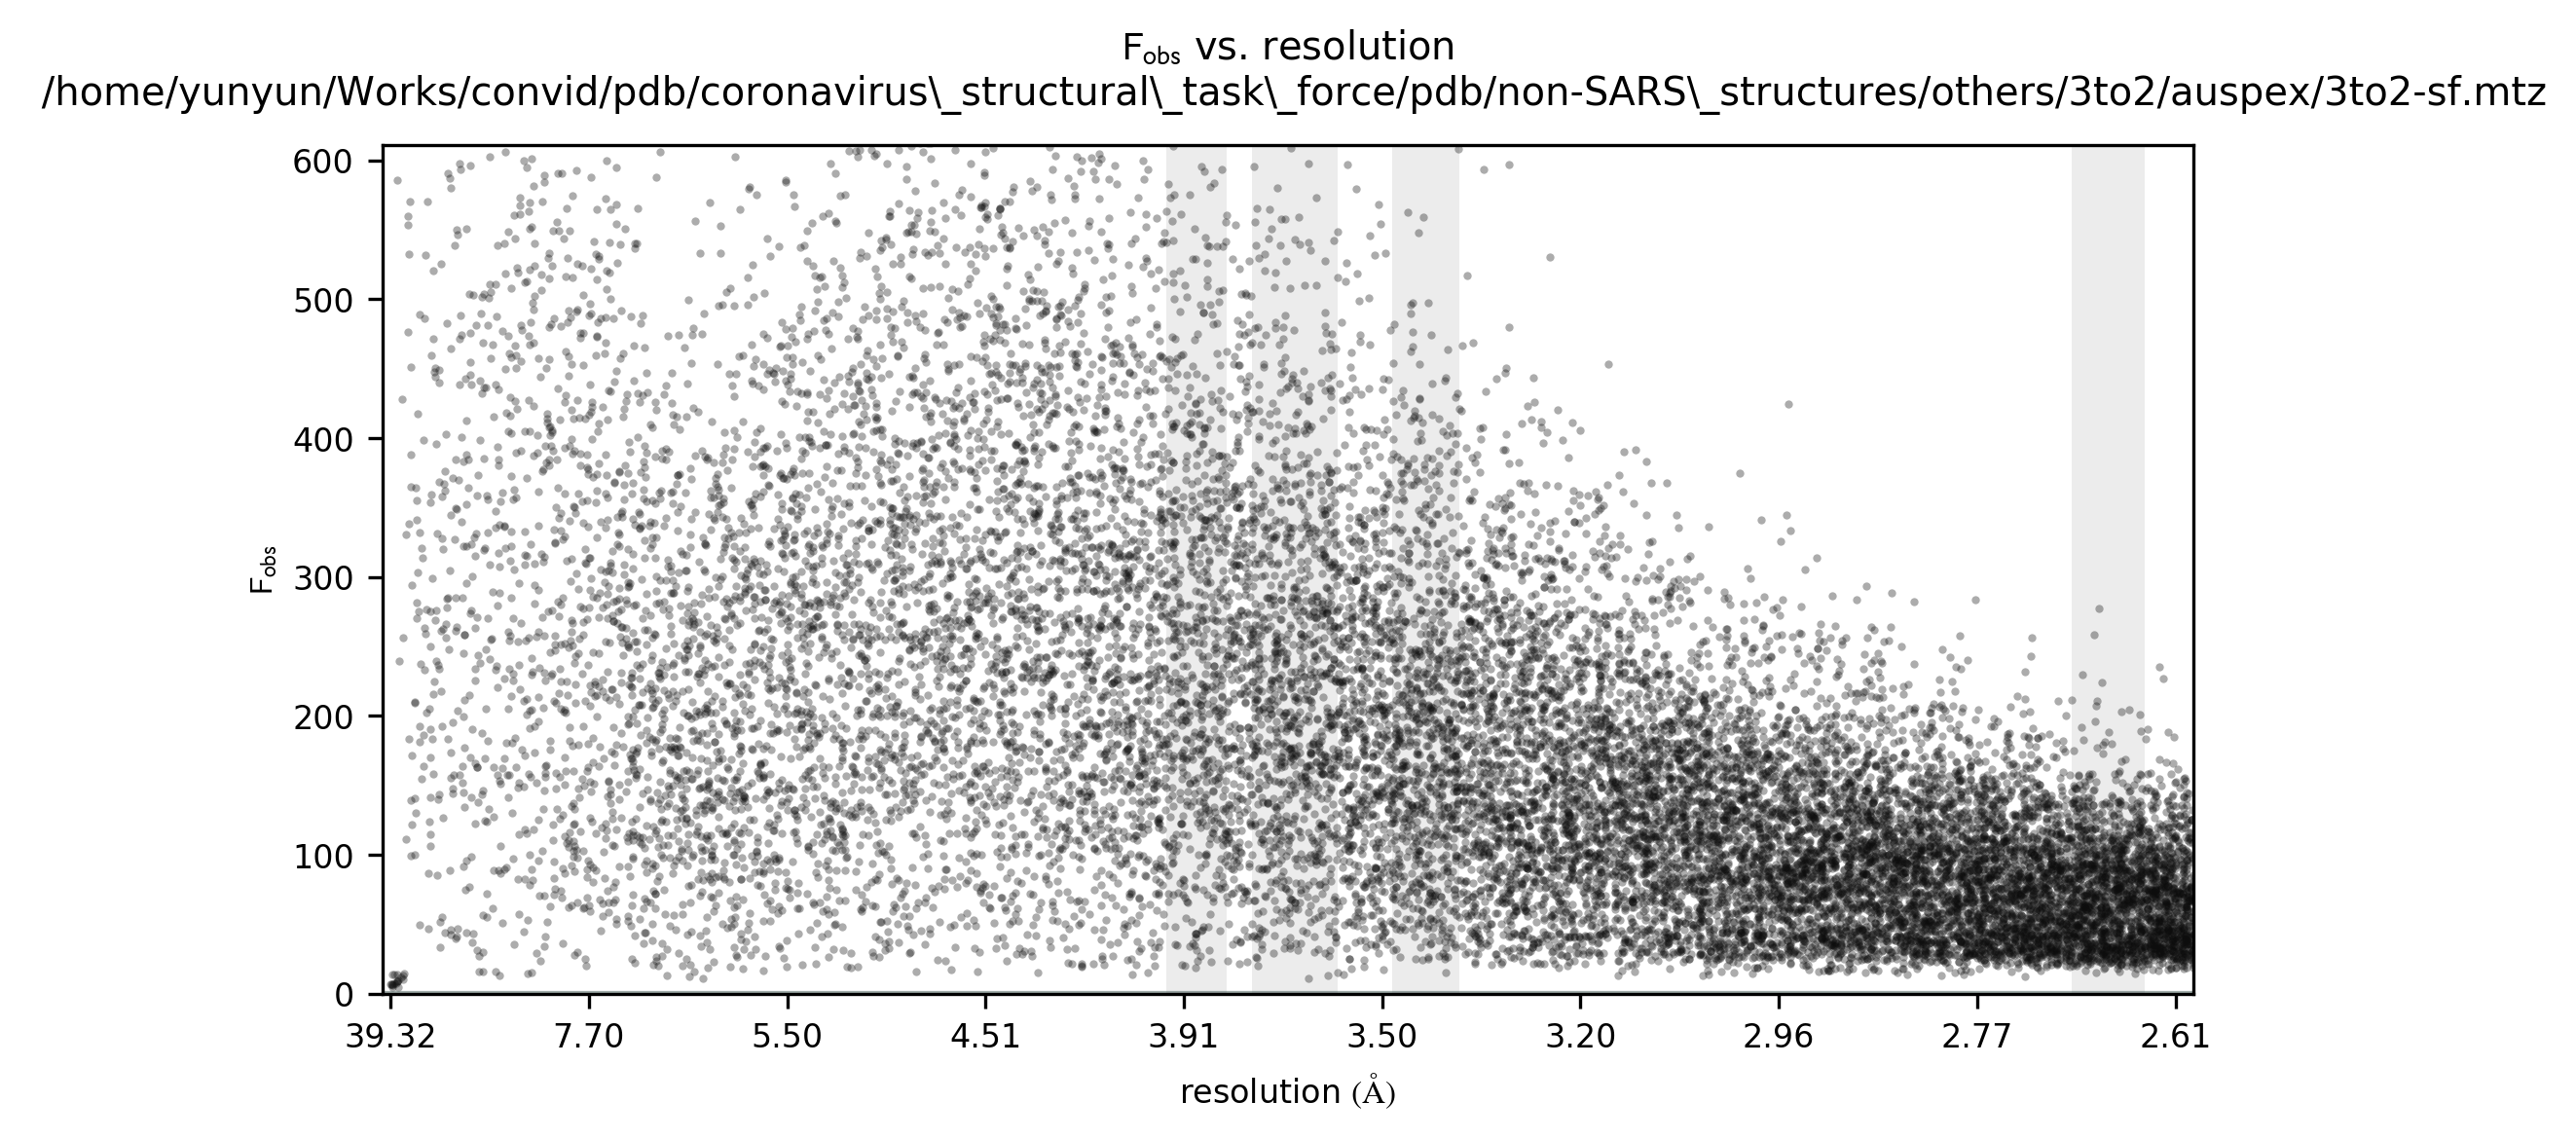 Fobs vs. resolution
/home/yunyun/Works/convid/pdb/coronavirus\_structural\_task\_force/pdb/non-SARS\_structures/others/3to2/auspex/3to2-sf.mtz
600
500
400
300
200
100
0
Fobs
39.32 7.70 5.50 4.51 3.91 3.50 3.20 2.96 2.77 2.61
resolution (Å)